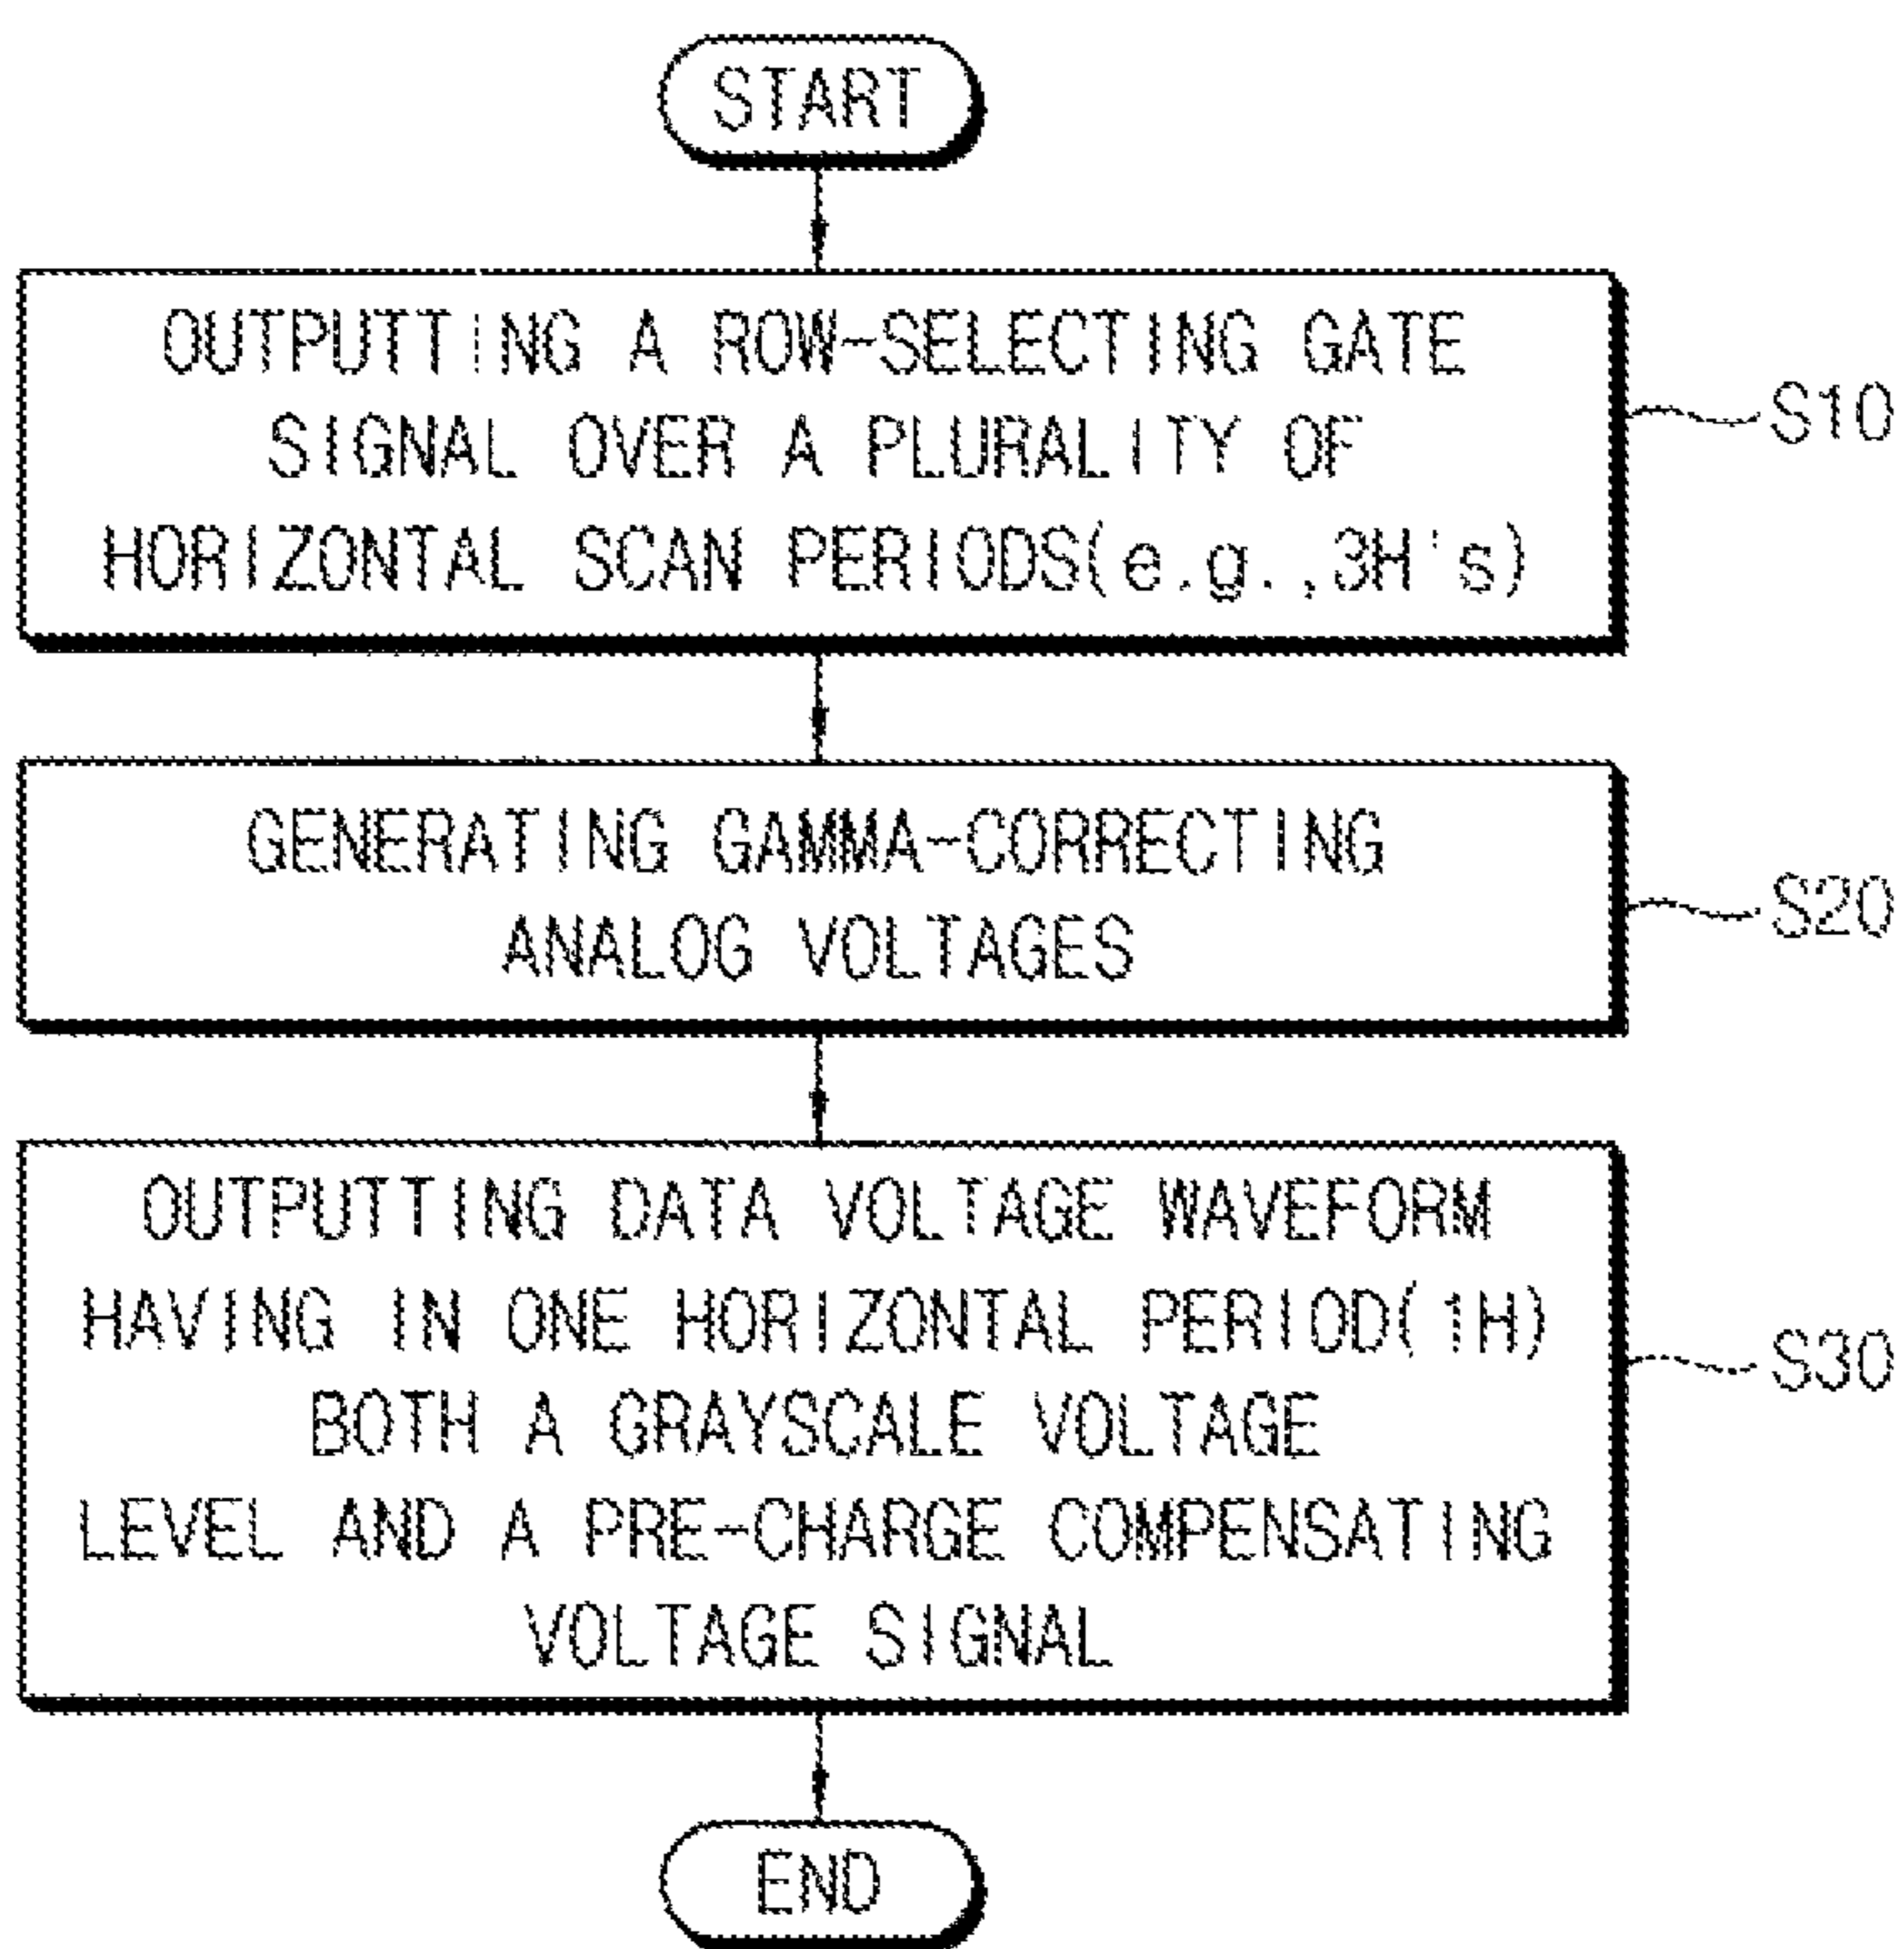 START
OUTPUTTING A ROW-SELECTING GATE
SIGNAL OVER A PLURALITY OF
HORIZONTAL SCAN PERIODS(e.g.,3H's)
S10
GENERATING GAMMA-CORRECTING
ANALOG VOLTAGES
S20
OUTPUTTING DATA VOLTAGE WAVEFORM
HAVING IN ONE HORIZONTAL PERIOD(1H)
BOTH A GRAYSCALE VOLTAGE
LEVEL AND A PRE-CHARGE COMPENSATING
VOLTAGE SIGNAL
S30
END